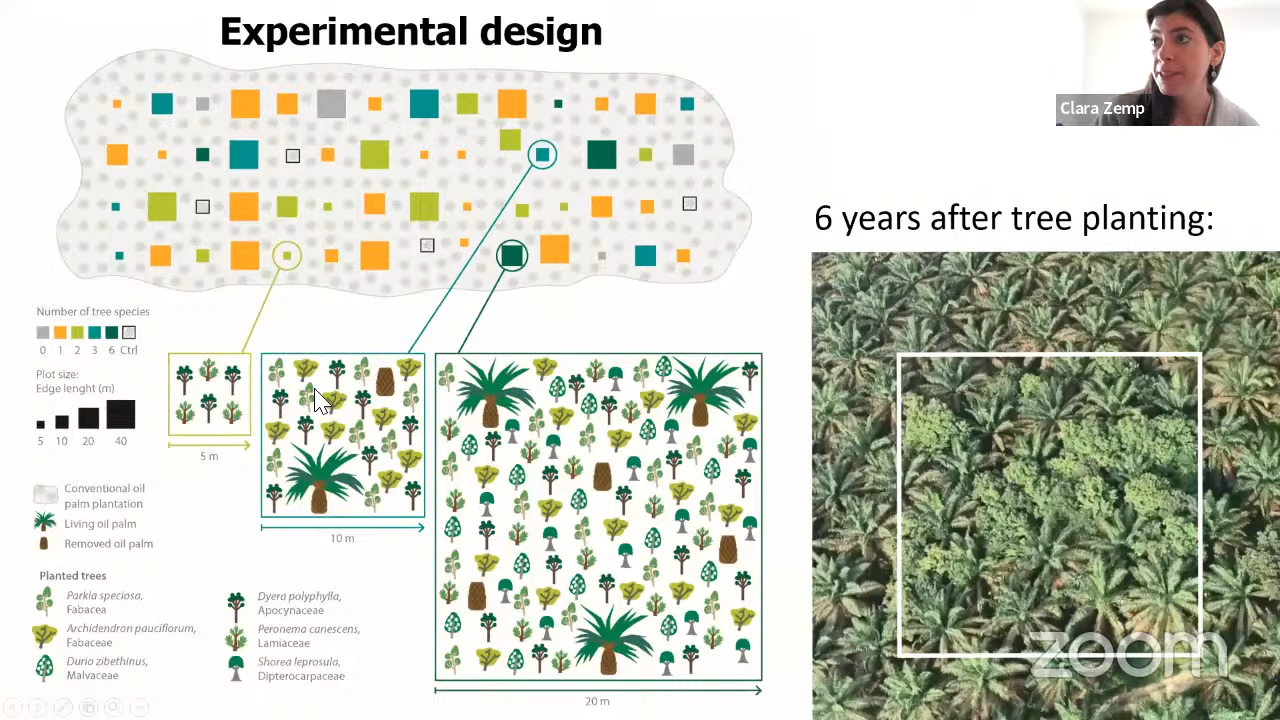 Experimental design
Clara Zemp
6 years after tree planting:
Number of tree species
0 1 2 3 6 Ctrl
Plot size:
Edge lenght (m)
5 10 20 40
5 m
10 m
20 m
Conventional oil
palm plantation
Living oil palm
Removed oil palm
Planted trees
Parkia speciosa,
Fabacea
Archidendron pauciflorum,
Fabaceae
Durio zibethinus,
Malvaceae
Dyera polyphylla,
Apocynaceae
Peronema canescens,
Lamiaceae
Shorea leprosula,
Dipterocarpaceae
zoom